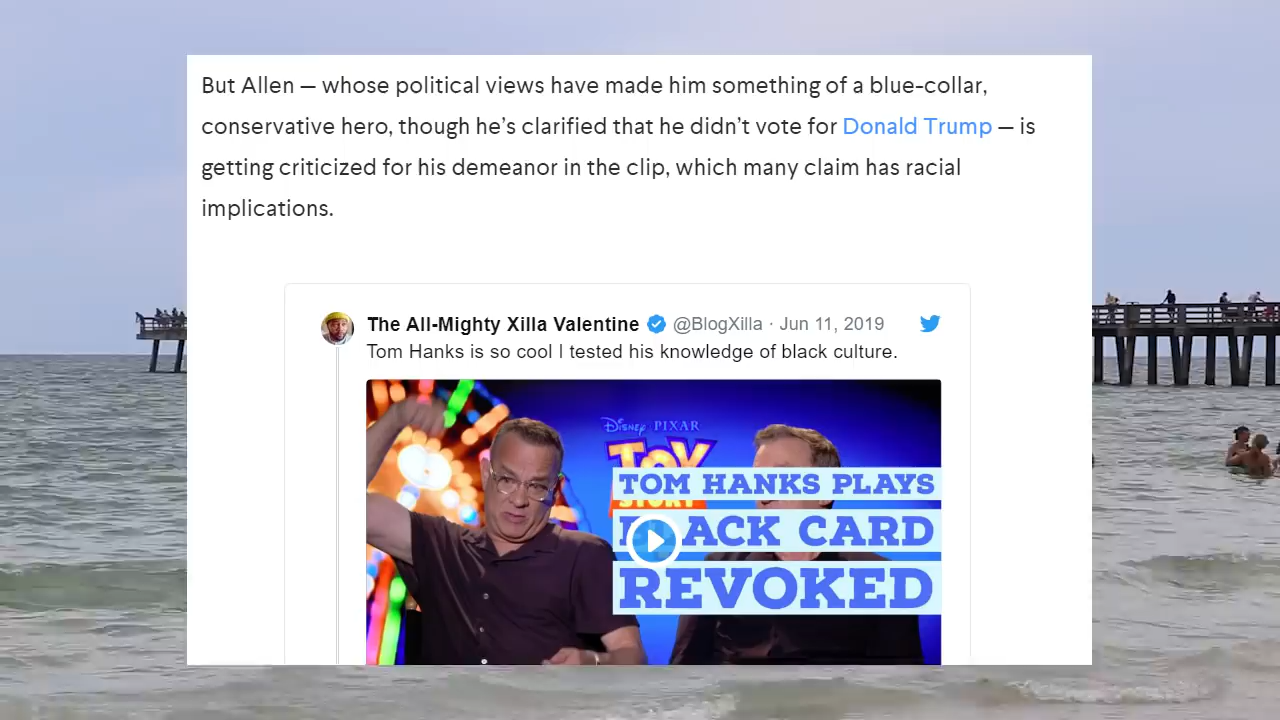 But Allen — whose political views have made him something of a blue-collar,
conservative hero, though he's clarified that he didn't vote for Donald Trump — is
getting criticized for his demeanor in the clip, which many claim has racial
implications.
The All-Mighty Xilla Valentine @BlogXilla · Jun 11, 2019
Tom Hanks is so cool I tested his knowledge of black culture.
DISNEY PIXAR
TOY
STORY
TOM HANKS PLAYS
BLACK CARD
REVOKED